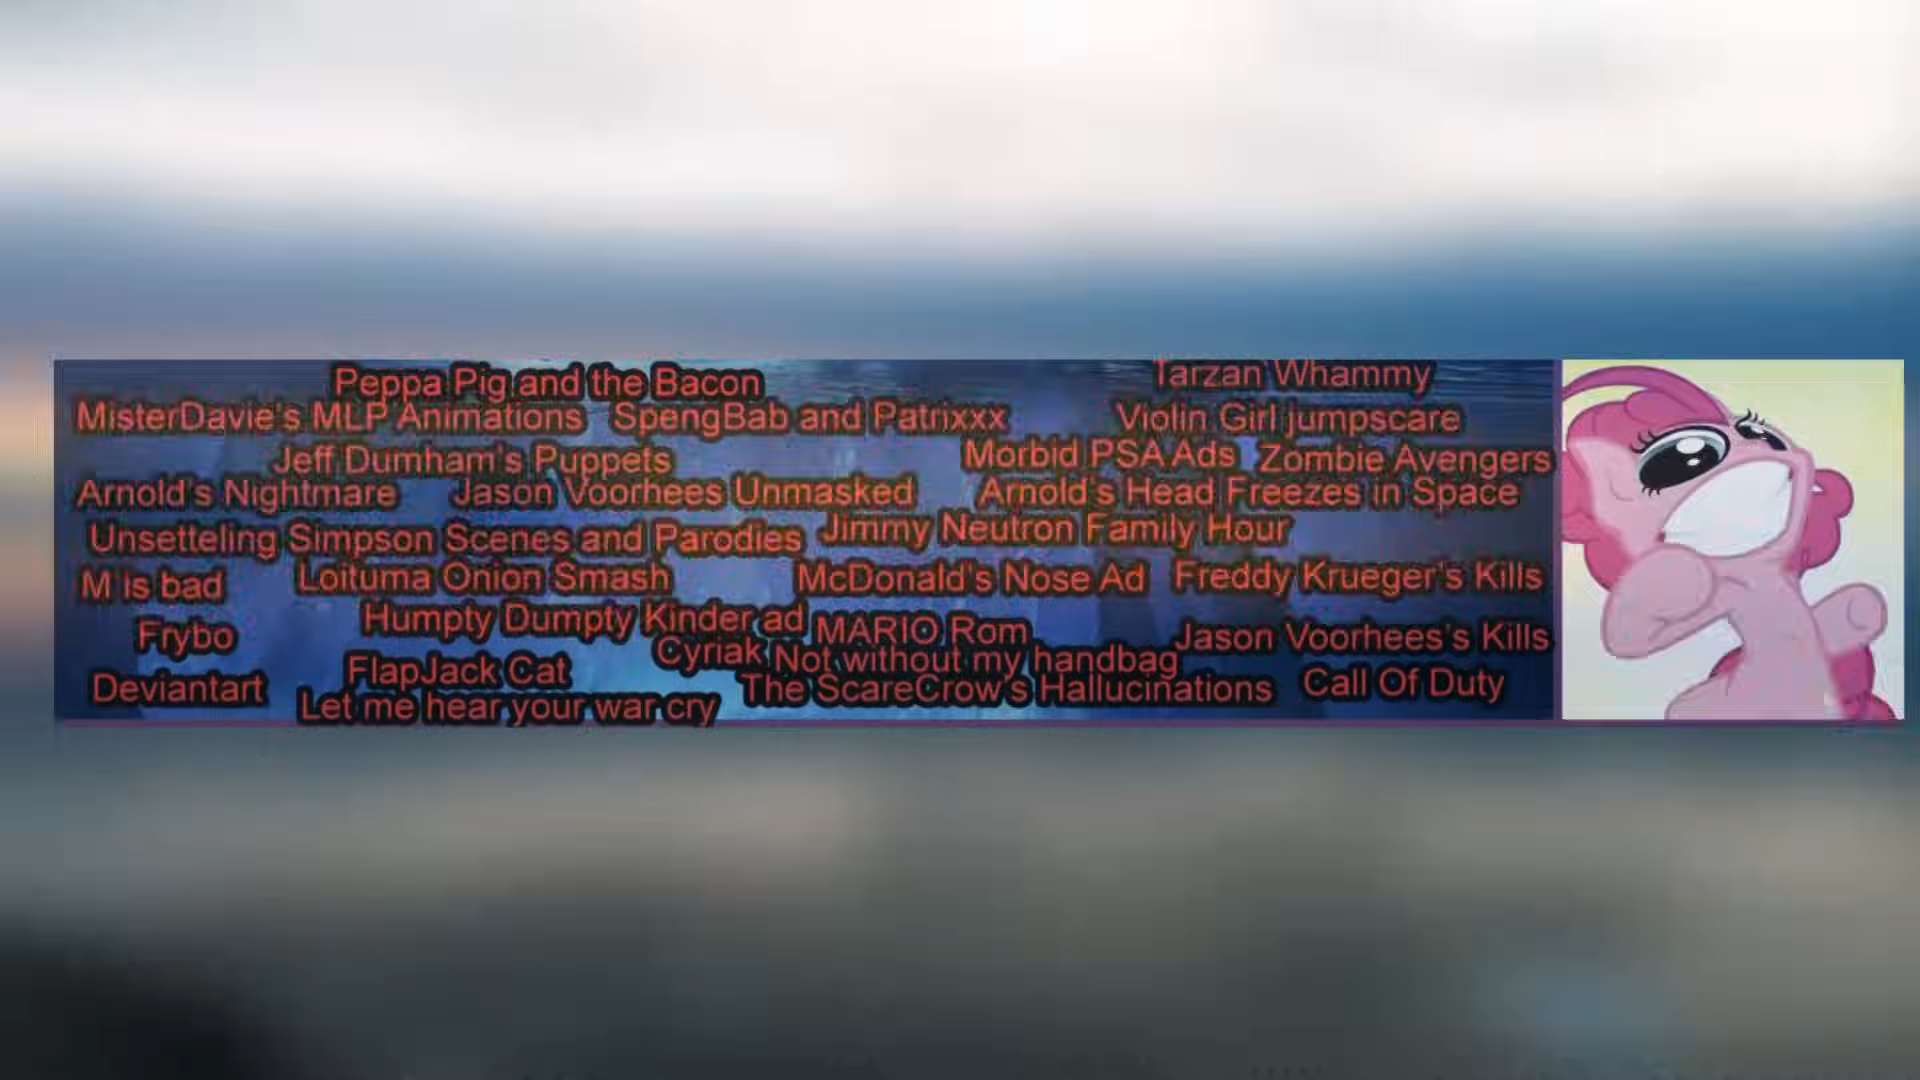 Peppa Pig and the Bacon
Tarzan Whammy
MisterDavie's MLP Animations
SpengBab and Patrixxx
Violin Girl jumpscare
Jeff Dumham's Puppets
Morbid PSA Ads
Zombie Avengers
Arnold's Nightmare
Jason Voorhees Unmasked
Arnold's Head Freezes in Space
Unsetteling Simpson Scenes and Parodies
Jimmy Neutron Family Hour
M is bad
Loituma Onion Smash
McDonald's Nose Ad
Freddy Krueger's Kills
Humpty Dumpty Kinder ad
Frybo
MARIO Rom
Jason Voorhees's Kills
Cyriak
Not without my handbag
FlapJack Cat
Deviantart
The ScareCrow's Hallucinations
Call Of Duty
Let me hear your war cry